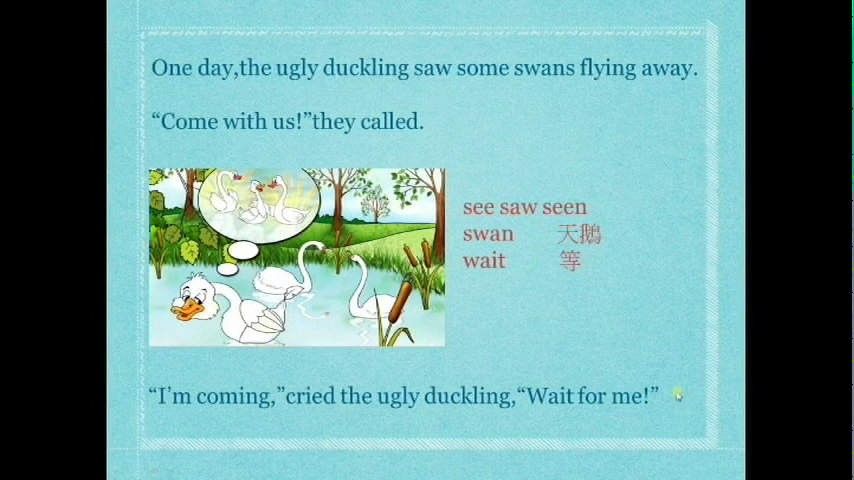 One day,the ugly duckling saw some swans flying away.
“Come with us!”they called.
see saw seen
swan 天鵝
wait 等
“I’m coming,”cried the ugly duckling,“Wait for me!”